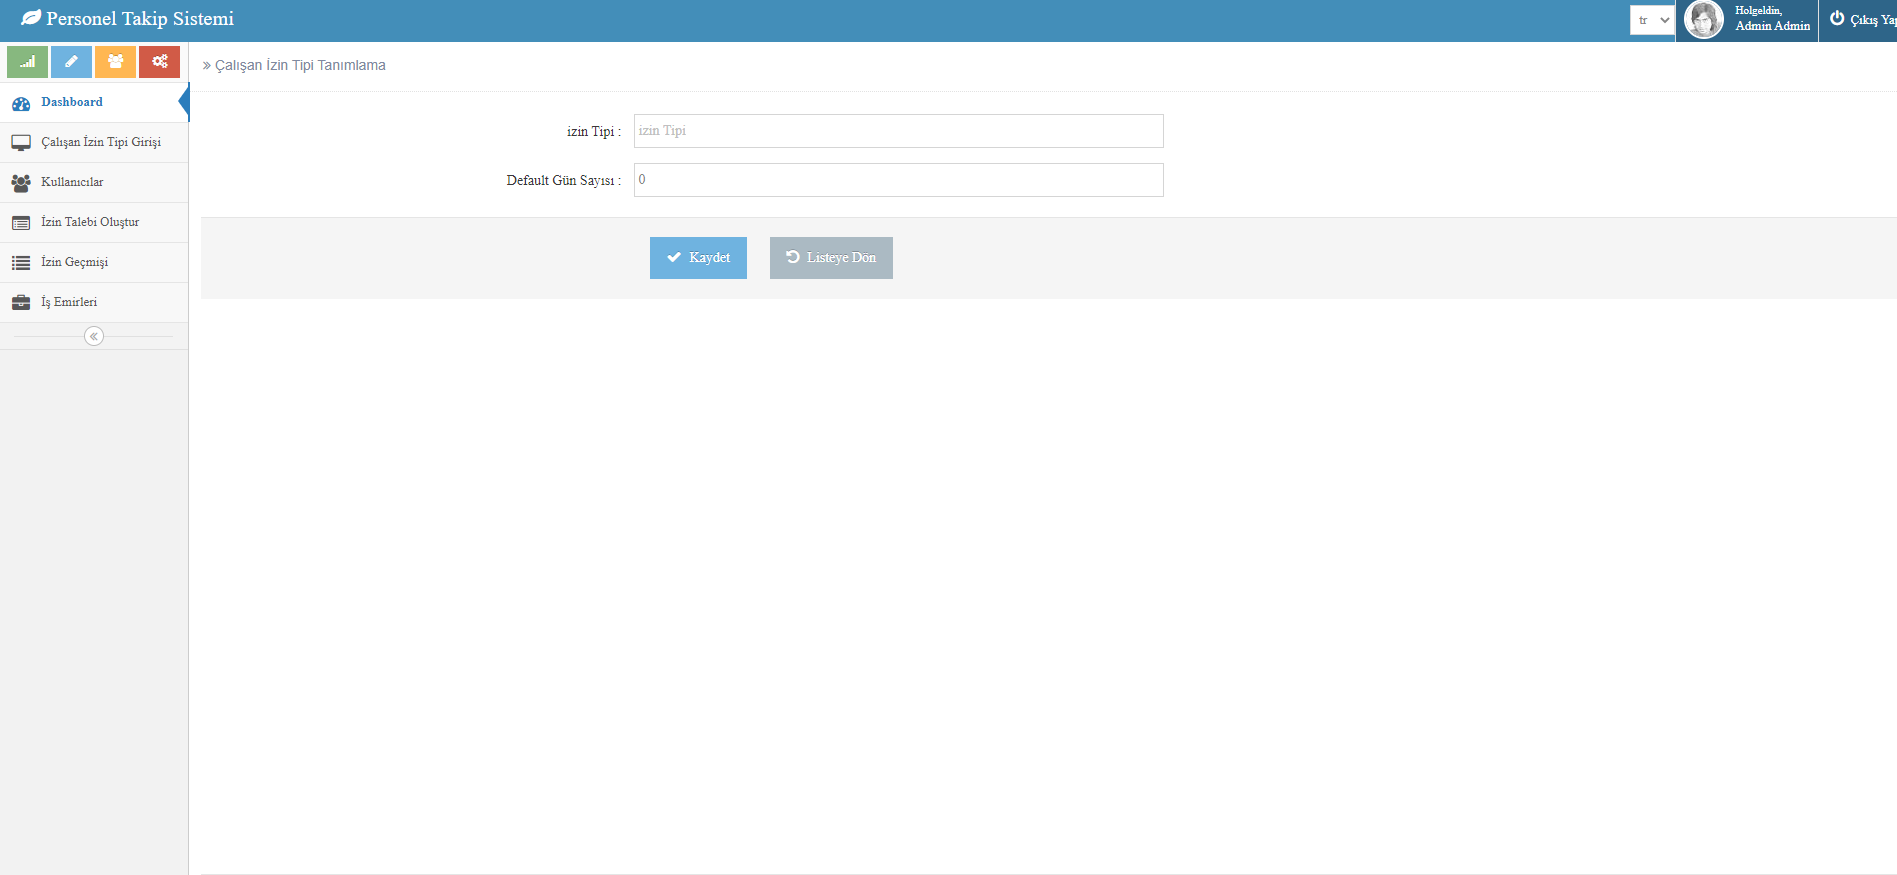 Personel Takip Sistemi
tr
Holgeldin,
Admin Admin
Çıkış Yap
» Çalışan İzin Tipi Tanımlama
Dashboard
Çalışan İzin Tipi Girişi
Kullanıcılar
İzin Talebi Oluştur
İzin Geçmişi
İş Emirleri
izin Tipi :
izin Tipi
Default Gün Sayısı :
0
Kaydet
Listeye Dön